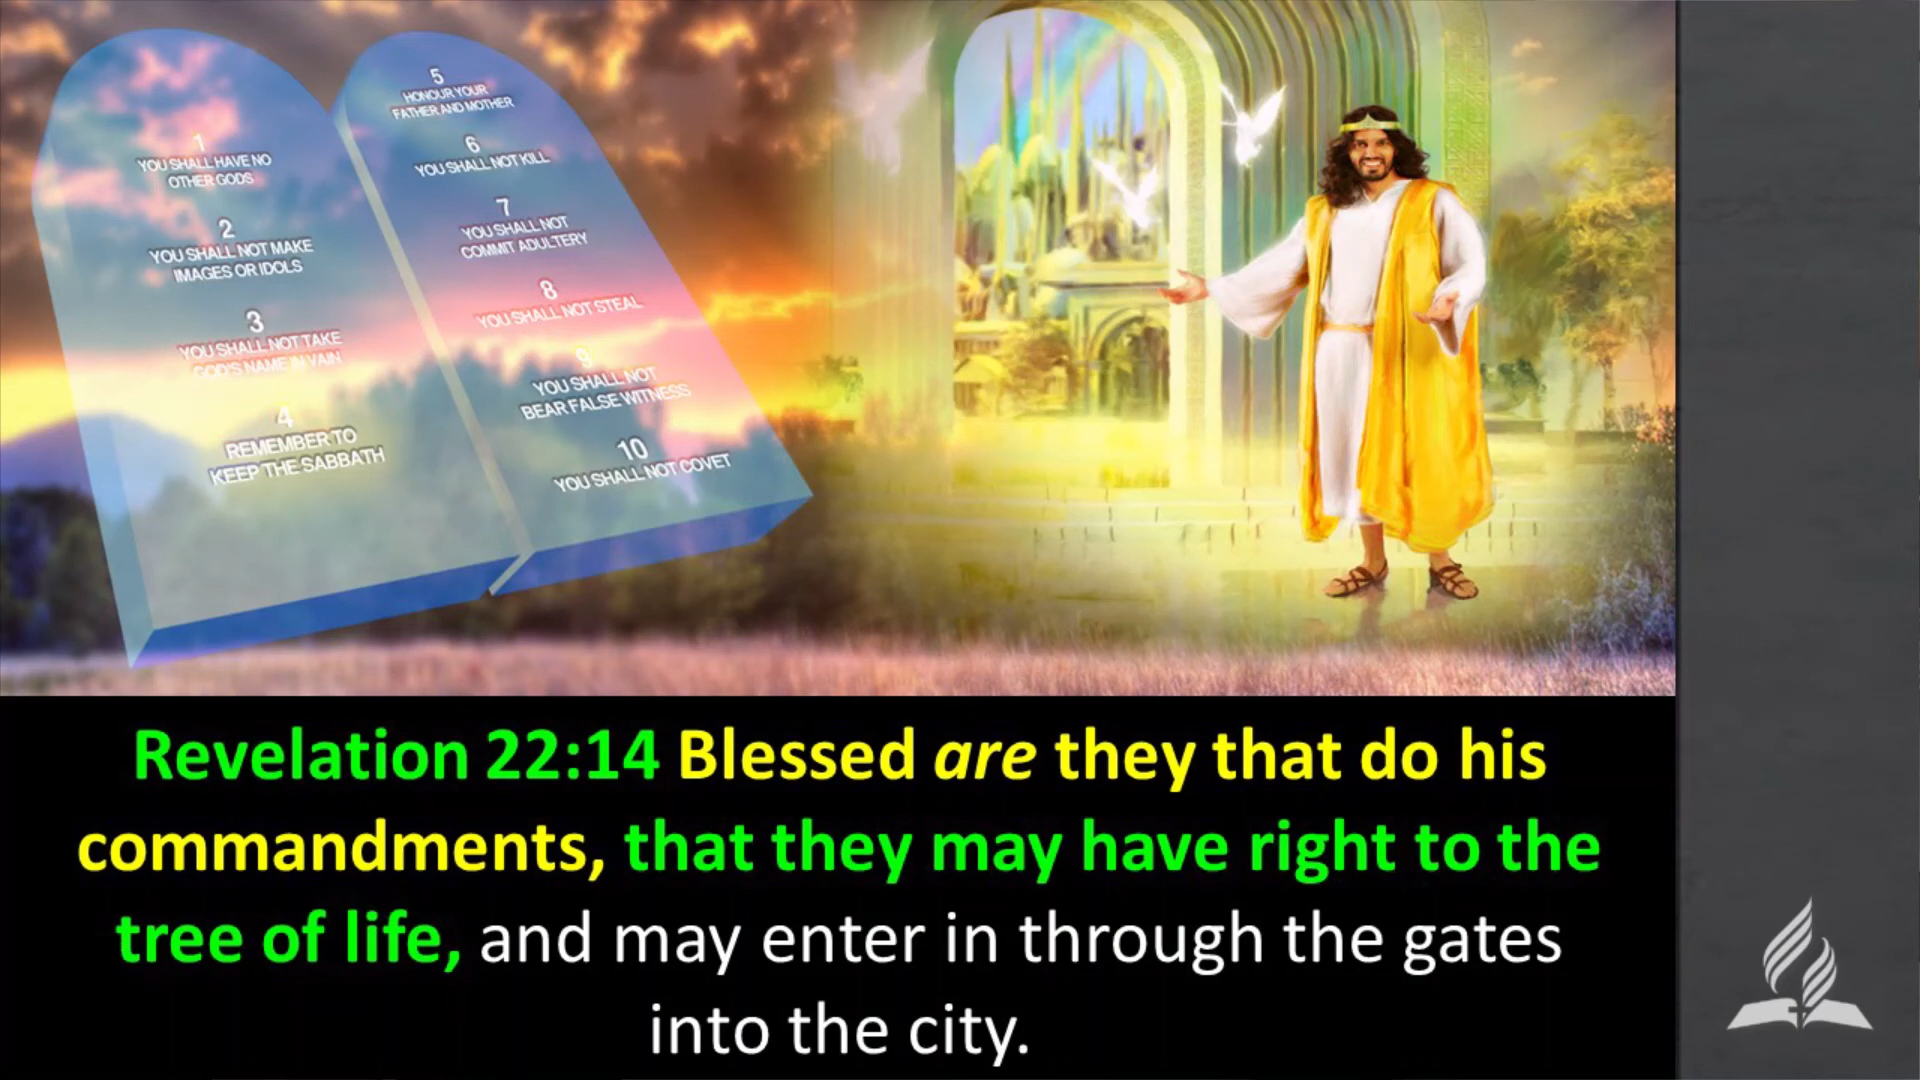 1
YOU SHALL HAVE NO
OTHER GODS
2
YOU SHALL NOT MAKE
IMAGES OR IDOLS
3
YOU SHALL NOT TAKE
GOD'S NAME IN VAIN
4
REMEMBER TO
KEEP THE SABBATH
5
HONOUR YOUR
FATHER AND MOTHER
6
YOU SHALL NOT KILL
7
YOU SHALL NOT
COMMIT ADULTERY
8
YOU SHALL NOT STEAL
9
YOU SHALL NOT
BEAR FALSE WITNESS
10
YOU SHALL NOT COVET
Revelation 22:14 Blessed are they that do his
commandments, that they may have right to the
tree of life, and may enter in through the gates
into the city.